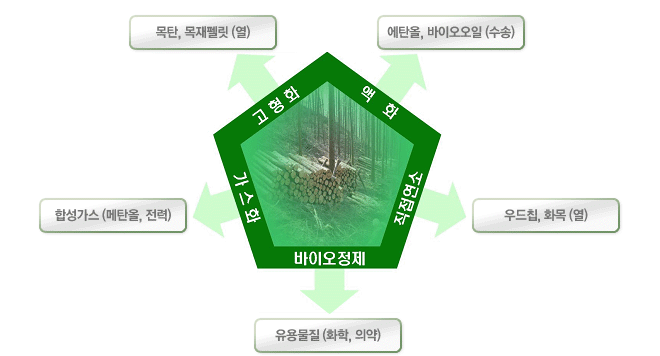 목탄, 목재펠릿 (열)
에탄올, 바이오오일 (수송)
고형화
액화
가스화
직접연소
합성가스 (메탄올, 전력)
우드칩, 화목 (열)
바이오정제
유용물질 (화학, 의약)